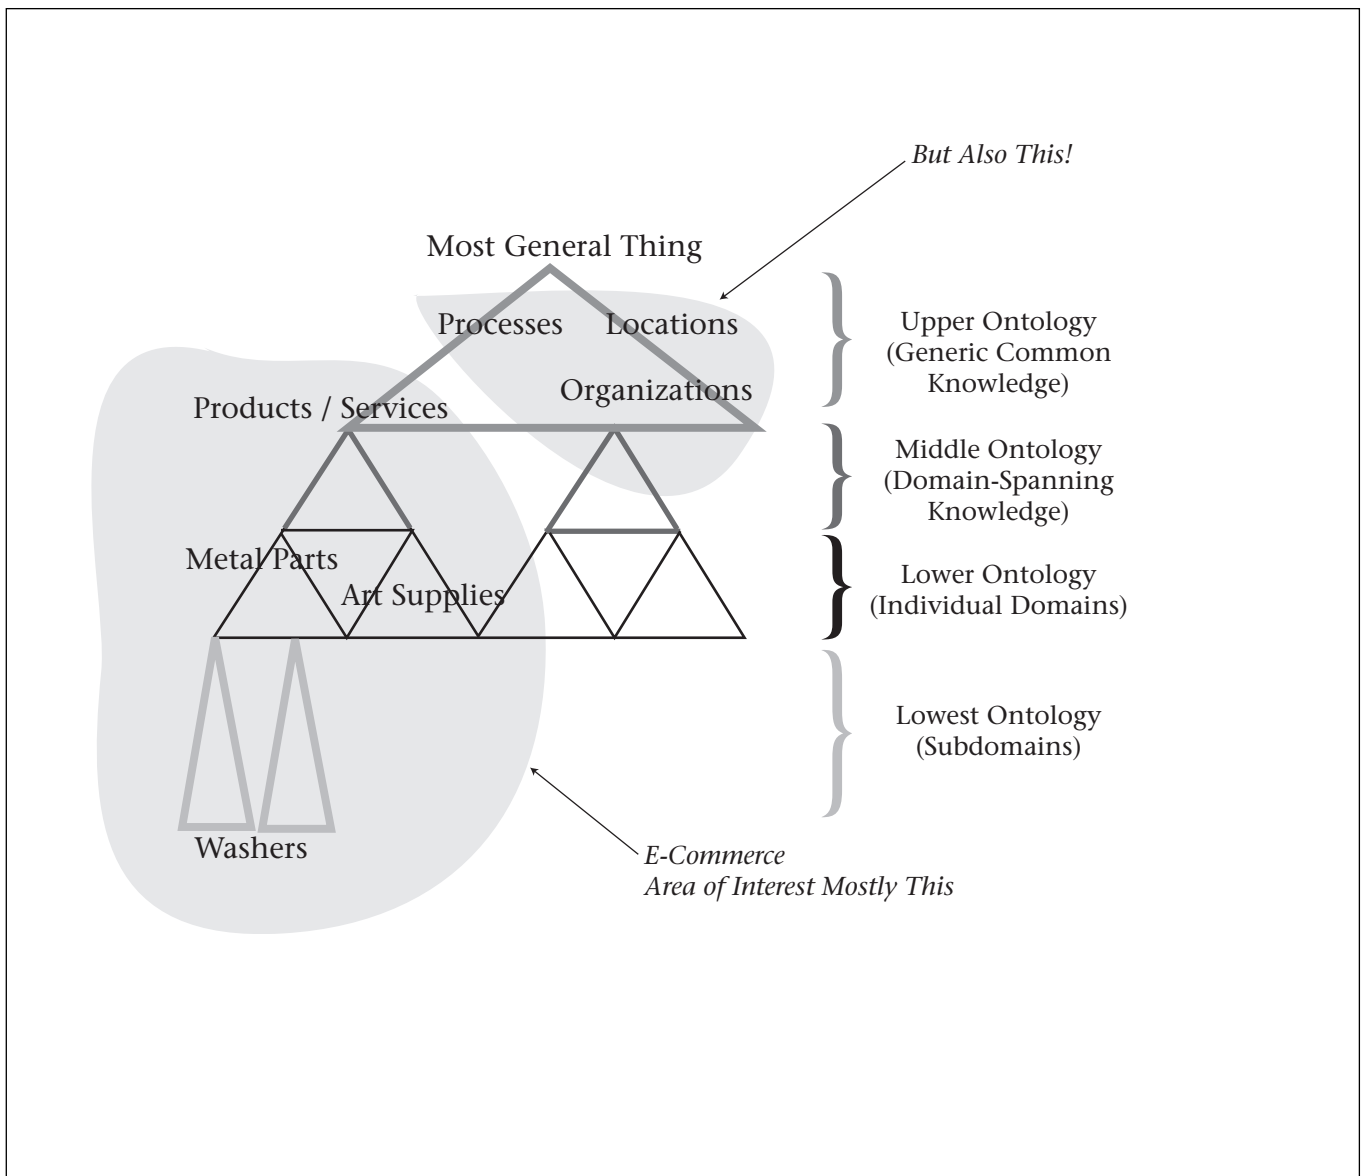 But Also This!
Most General Thing
Processes
Locations
Organizations
Products / Services
Metal Parts
Art Supplies
Washers
E-Commerce
Area of Interest Mostly This
Upper Ontology
(Generic Common
Knowledge)
Middle Ontology
(Domain-Spanning
Knowledge)
Lower Ontology
(Individual Domains)
Lowest Ontology
(Subdomains)